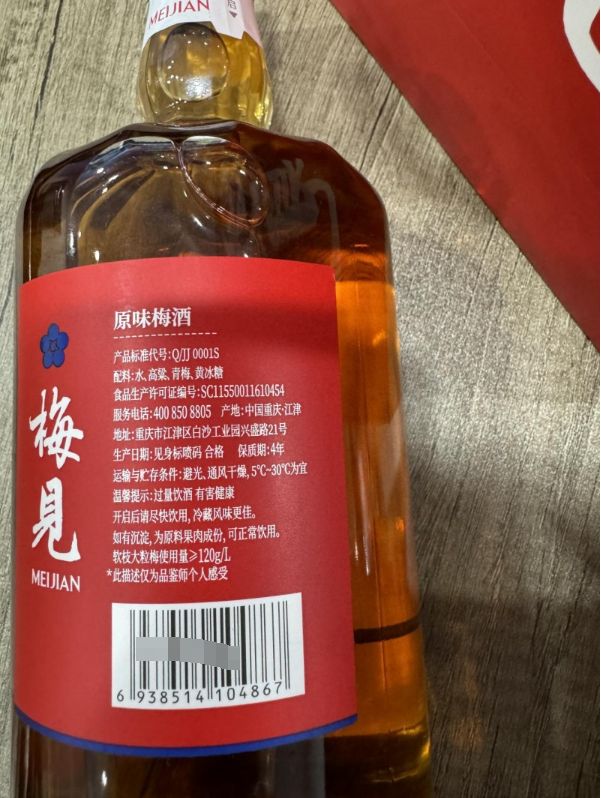 MEIJIAN
启
原味梅酒
产品标准代号:Q/JJ 0001S
配料:水、高粱、青梅、黄冰糖
食品生产许可证编号:SC11550011610454
服务电话:400 850 8805 产地:中国重庆·江津
地址:重庆市江津区白沙工业园兴盛路21号
生产日期:见身标喷码 合格 保质期:4年
运输与贮存条件:避光、通风干燥,5℃~30℃为宜
温馨提示:过量饮酒 有害健康
开启后请尽快饮用,冷藏风味更佳。
如有沉淀,为原料果肉成份,可正常饮用。
软枝大粒梅使用量≥120g/L
*此描述仅为品鉴师个人感受
梅見
MEIJIAN
6 938514 104867